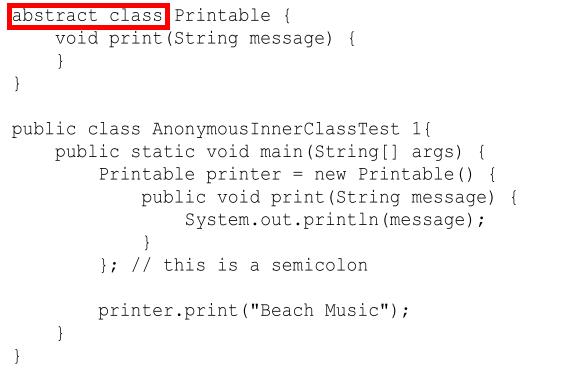 abstract class Printable {
    void print(String message) {
    }
}

public class AnonymousInnerClassTest 1{
    public static void main(String[] args) {
        Printable printer = new Printable() {
            public void print(String message) {
                System.out.println(message);
            }
        }; // this is a semicolon

        printer.print("Beach Music");
    }
}